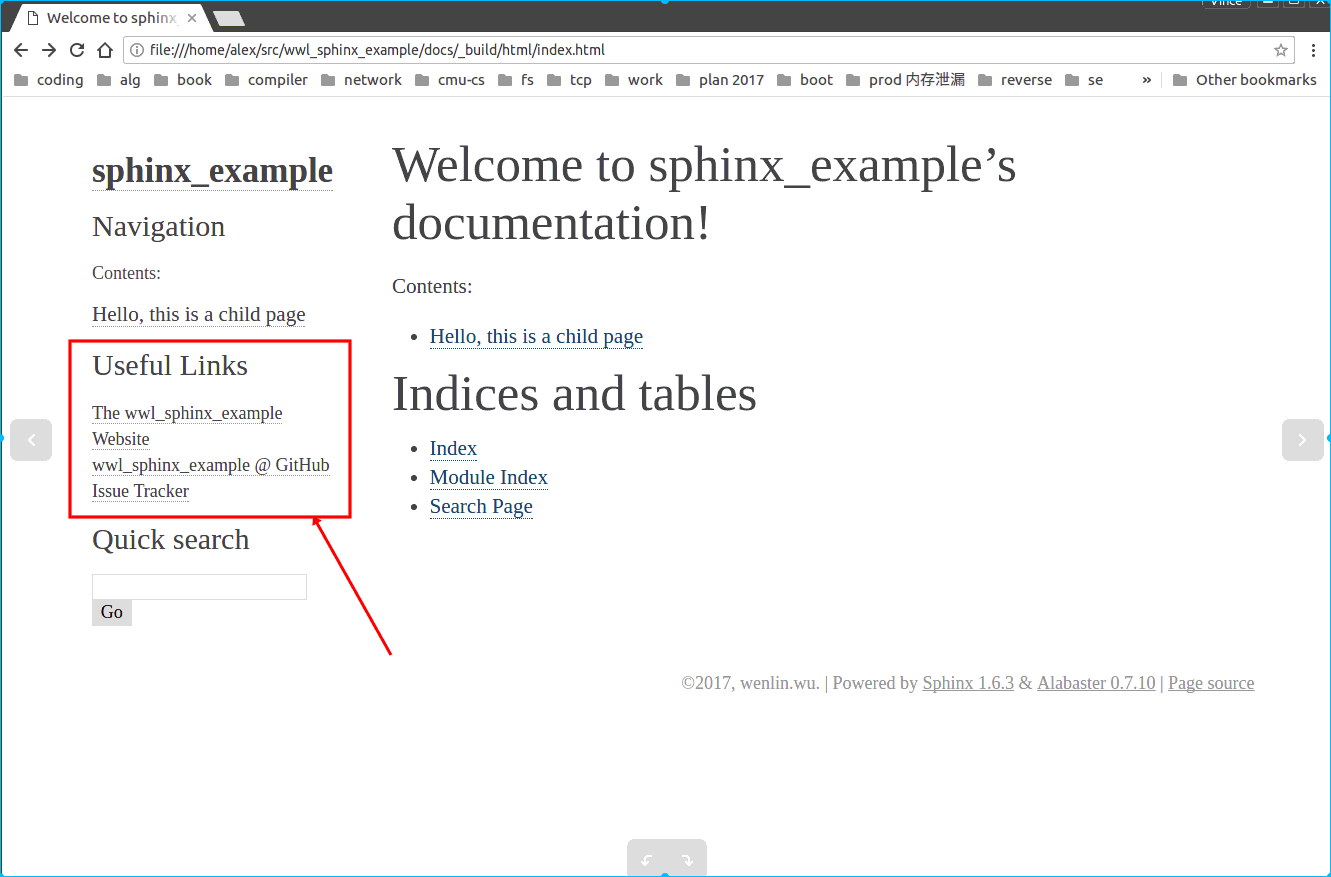 Vince
Welcome to sphinx_
file:///home/alex/src/wwl_sphinx_example/docs/_build/html/index.html
coding alg book compiler network cmu-cs fs tcp work plan 2017 boot prod 内存泄漏 reverse se » Other bookmarks
sphinx_example
Navigation
Contents:
Hello, this is a child page
Useful Links
The wwl_sphinx_example
Website
wwl_sphinx_example @ GitHub
Issue Tracker
Quick search
Go
Welcome to sphinx_example’s
documentation!
Contents:
• Hello, this is a child page
Indices and tables
• Index
• Module Index
• Search Page
©2017, wenlin.wu. | Powered by Sphinx 1.6.3 & Alabaster 0.7.10 | Page source